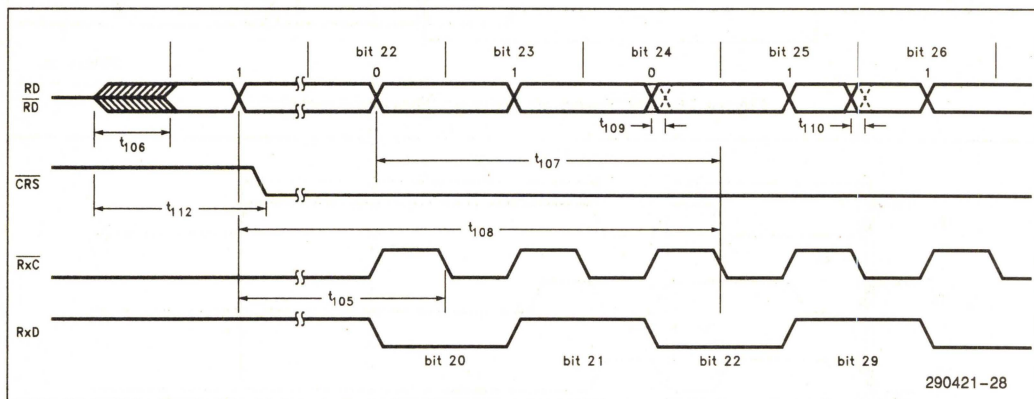 bit 22 bit 23 bit 24 bit 25 bit 26
1 0 1 0 1 1
RD
RD
t109 t110
t106
t107
CRS
t112
t108
RxC
t105
RxD
bit 20 bit 21 bit 22 bit 29
290421-28